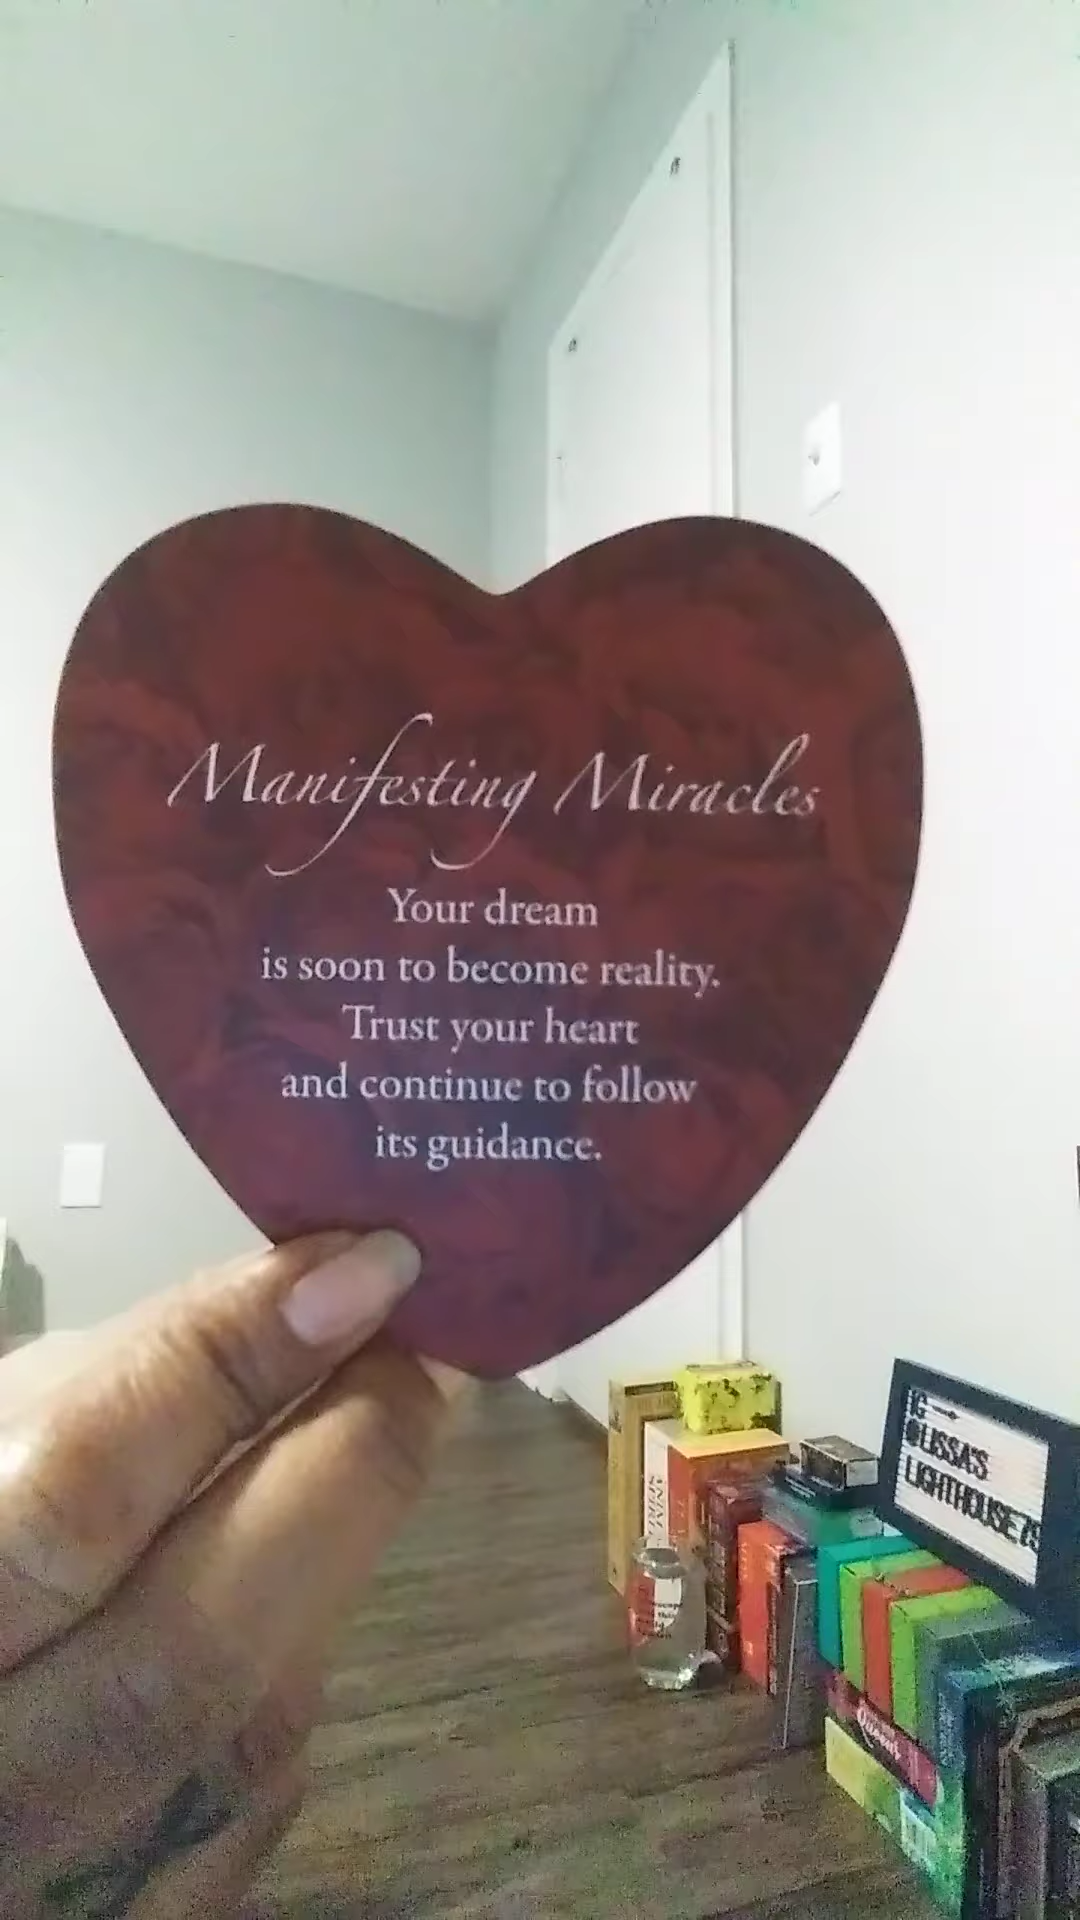 Manifesting Miracles
Your dream
is soon to become reality.
Trust your heart
and continue to follow
its guidance.
IG
@LISSA'S
LIGHTHOUSE
Queen's